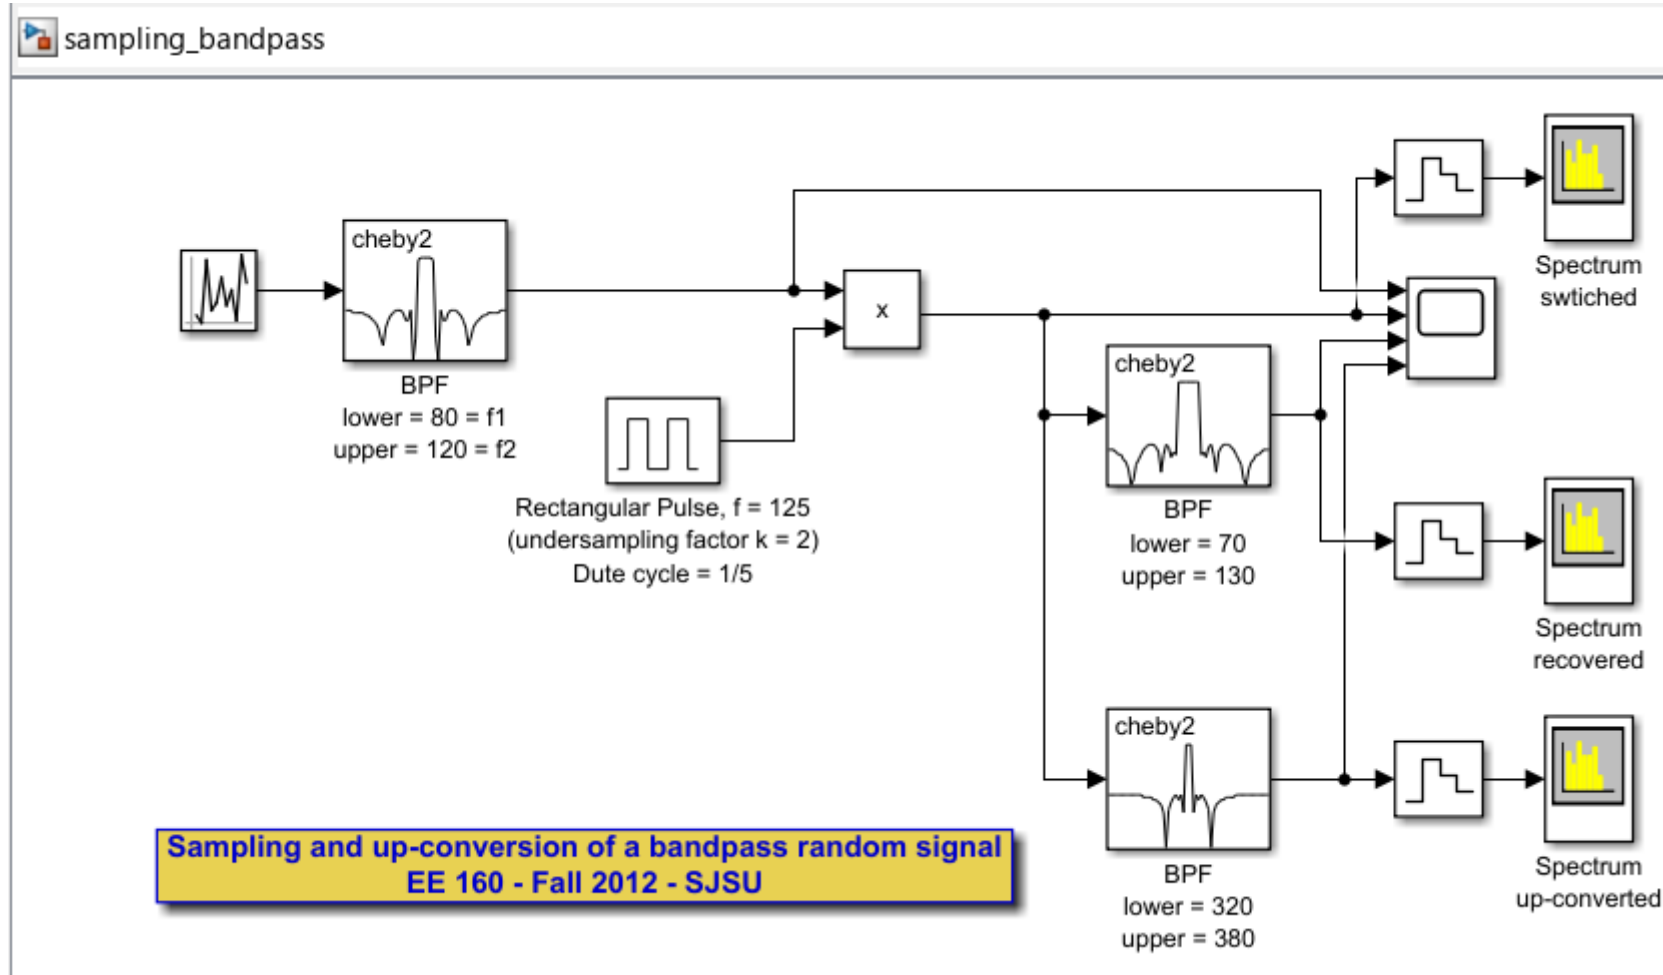 sampling_bandpass
cheby2
BPF
lower = 80 = f1
upper = 120 = f2
x
Rectangular Pulse, f = 125
(undersampling factor k = 2)
Dute cycle = 1/5
cheby2
BPF
lower = 70
upper = 130
cheby2
BPF
lower = 320
upper = 380
Spectrum
swtiched
Spectrum
recovered
Spectrum
up-converted
Sampling and up-conversion of a bandpass random signal
EE 160 - Fall 2012 - SJSU